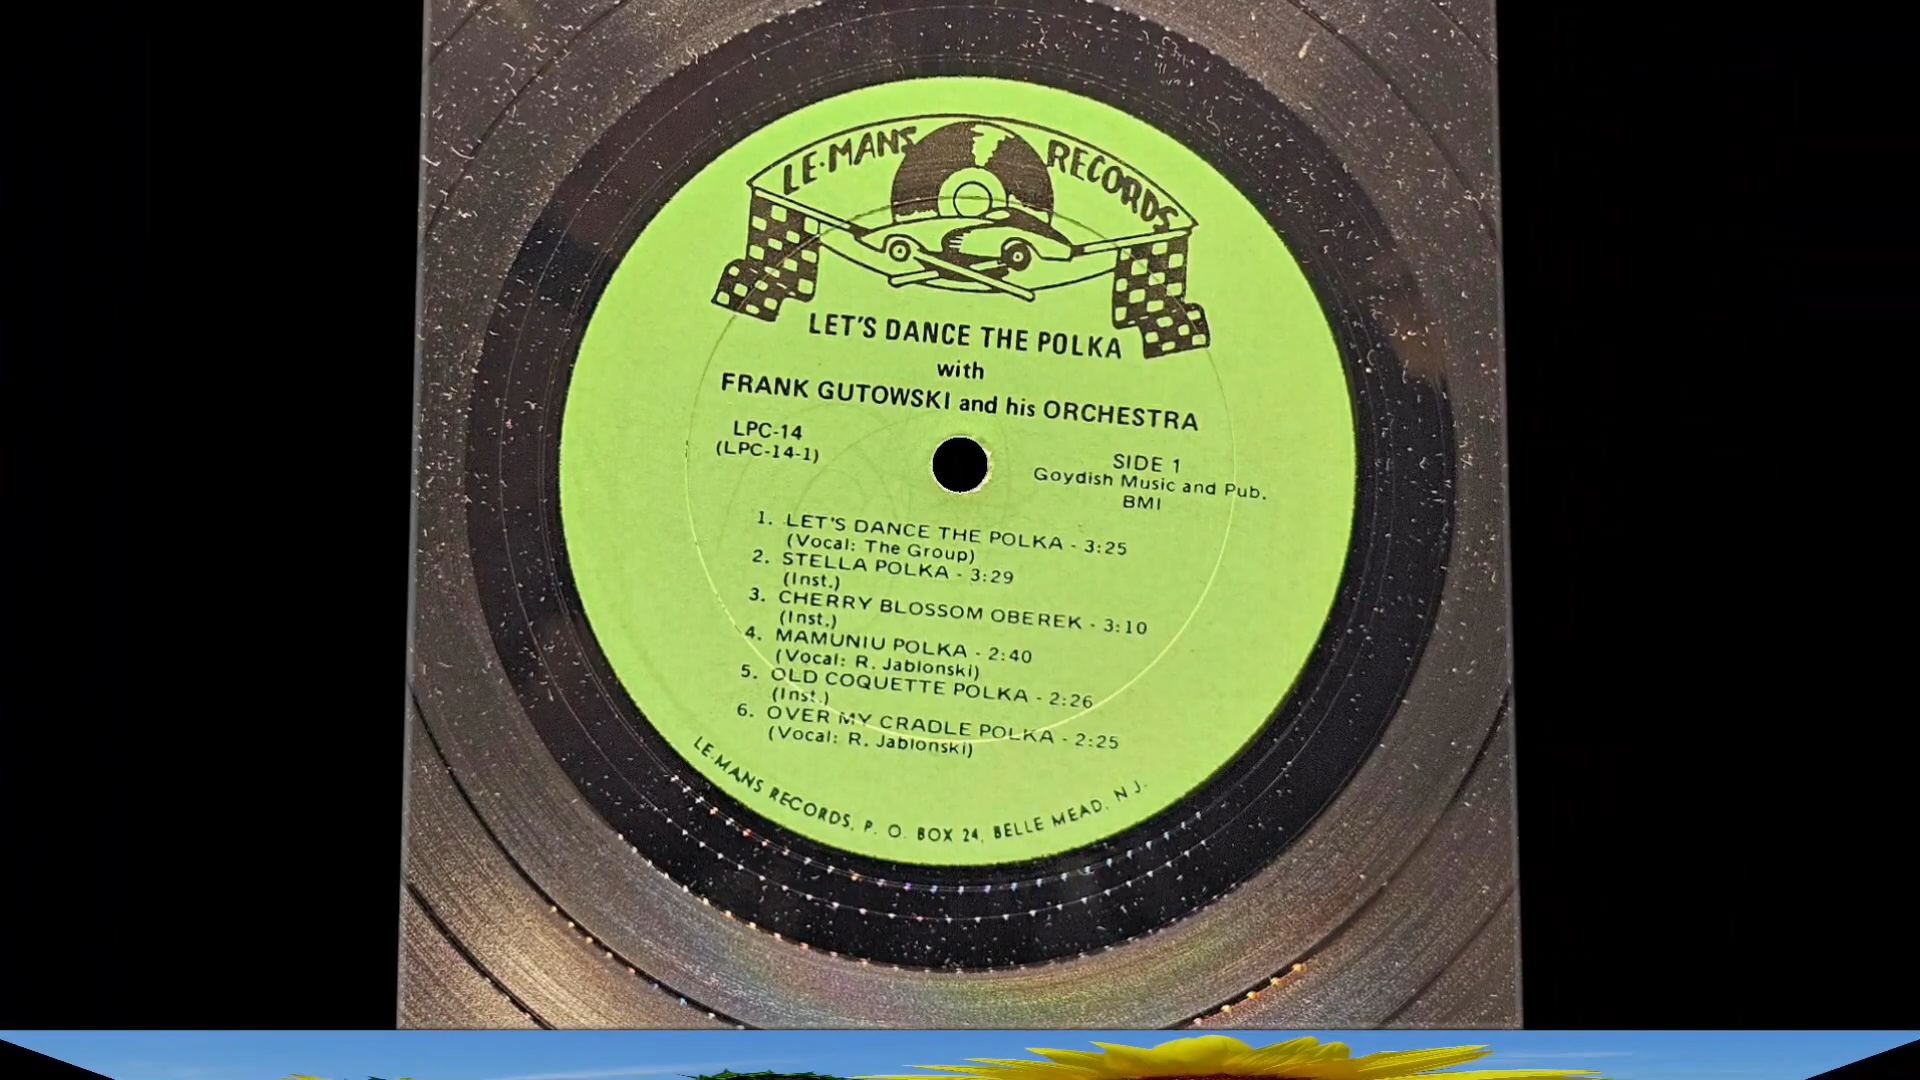 LE·MANS RECORDS
LET'S DANCE THE POLKA
with
FRANK GUTOWSKI and his ORCHESTRA
LPC-14
(LPC-14-1)
SIDE 1
Goydish Music and Pub.
BMI
1. LET'S DANCE THE POLKA - 3:25
(Vocal: The Group)
2. STELLA POLKA - 3:29
(Inst.)
3. CHERRY BLOSSOM OBEREK - 3:10
(Inst.)
4. MAMUNIU POLKA - 2:40
(Vocal: R. Jablonski)
5. OLD COQUETTE POLKA - 2:26
(Inst.)
6. OVER MY CRADLE POLKA - 2:25
(Vocal: R. Jablonski)
LE·MANS RECORDS, P. O. BOX 24, BELLE MEAD, N J.